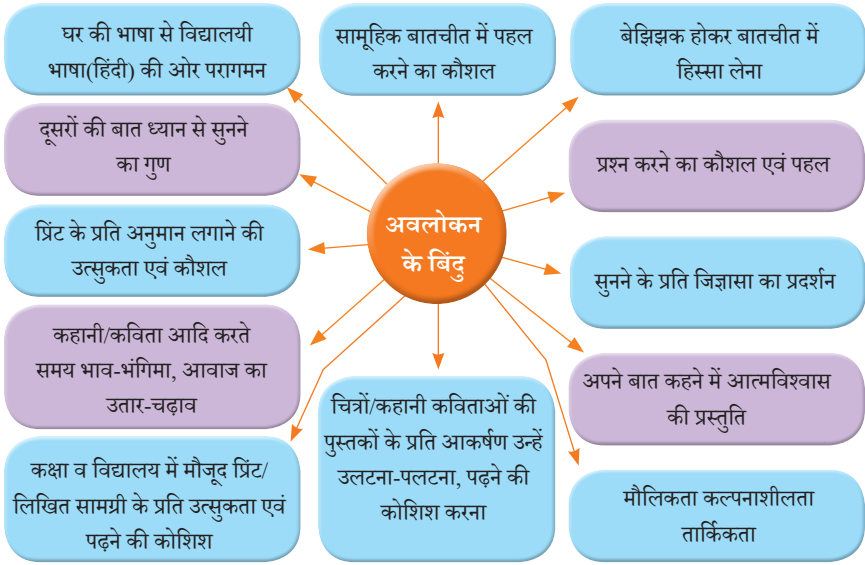 घर की भाषा से विद्यालयी
भाषा(हिंदी) की ओर परागमन
सामूहिक बातचीत में पहल
करने का कौशल
बेझिझक होकर बातचीत में
हिस्सा लेना
दूसरों की बात ध्यान से सुनने
का गुण
प्रश्न करने का कौशल एवं पहल
अवलोकन
के बिंदु
प्रिंट के प्रति अनुमान लगाने की
उत्सुकता एवं कौशल
सुनने के प्रति जिज्ञासा का प्रदर्शन
कहानी/कविता आदि करते
समय भाव-भंगिमा, आवाज का
उतार-चढ़ाव
अपने बात कहने में आत्मविश्वास
की प्रस्तुति
चित्रों/कहानी कविताओं की
पुस्तकों के प्रति आकर्षण उन्हें
उलटना-पलटना, पढ़ने की
कोशिश करना
कक्षा व विद्यालय में मौजूद प्रिंट/
लिखित सामग्री के प्रति उत्सुकता एवं
पढ़ने की कोशिश
मौलिकता कल्पनाशीलता
तार्किकता